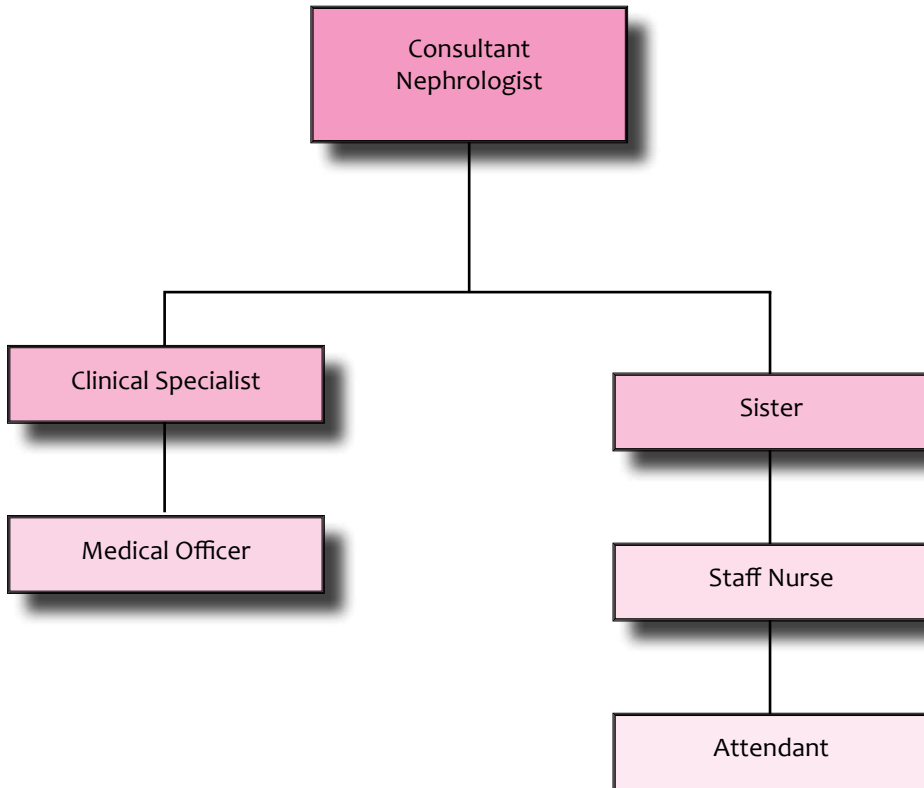 Consultant
Nephrologist
Clinical Specialist
Sister
Medical Officer
Staff Nurse
Attendant